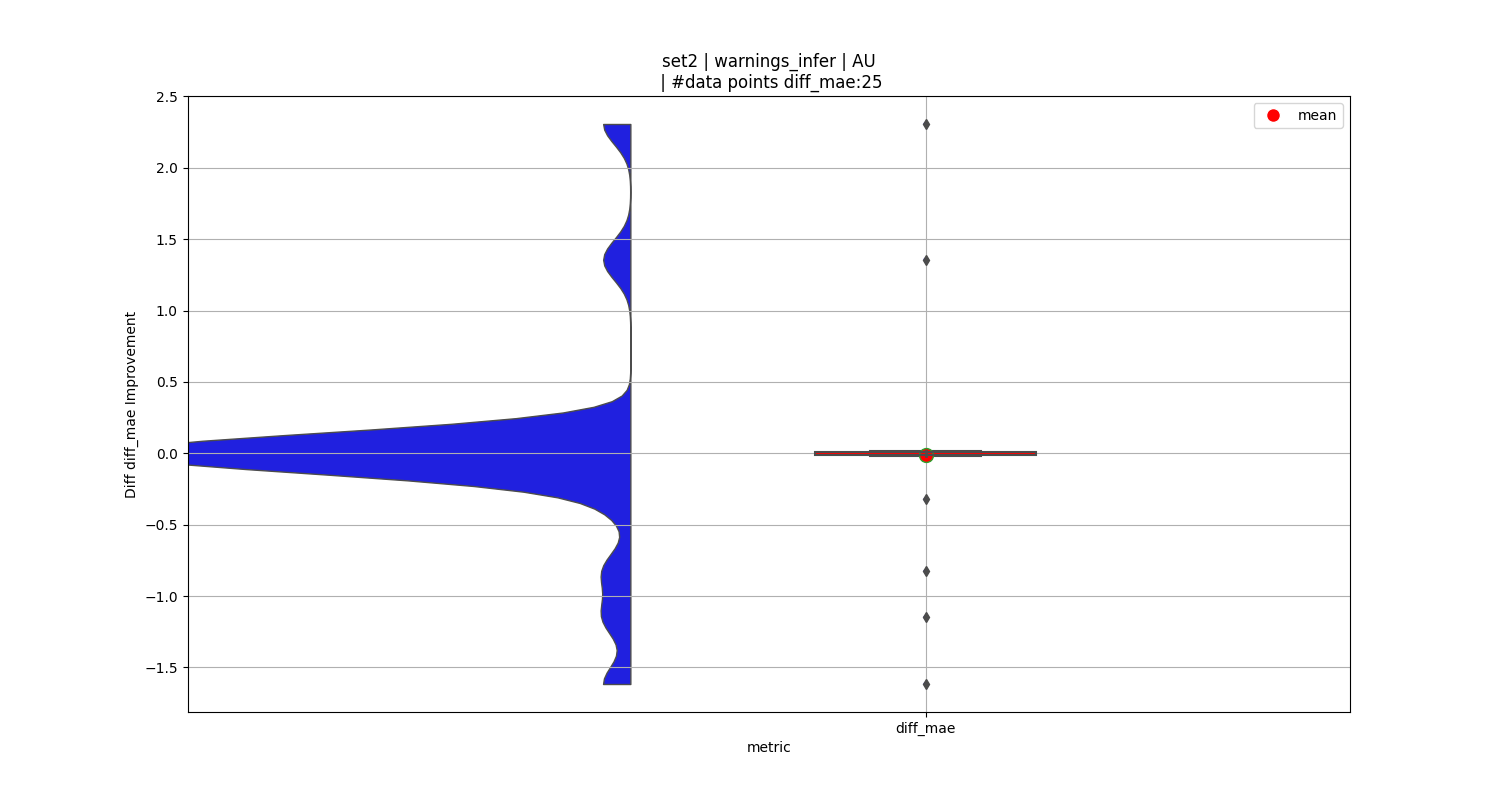 set2 | warnings_infer | AU
| #data points diff_mae:25
mean
2.5
2.0
1.5
1.0
0.5
0.0
−0.5
−1.0
−1.5
Diff diff_mae Improvement
diff_mae
metric